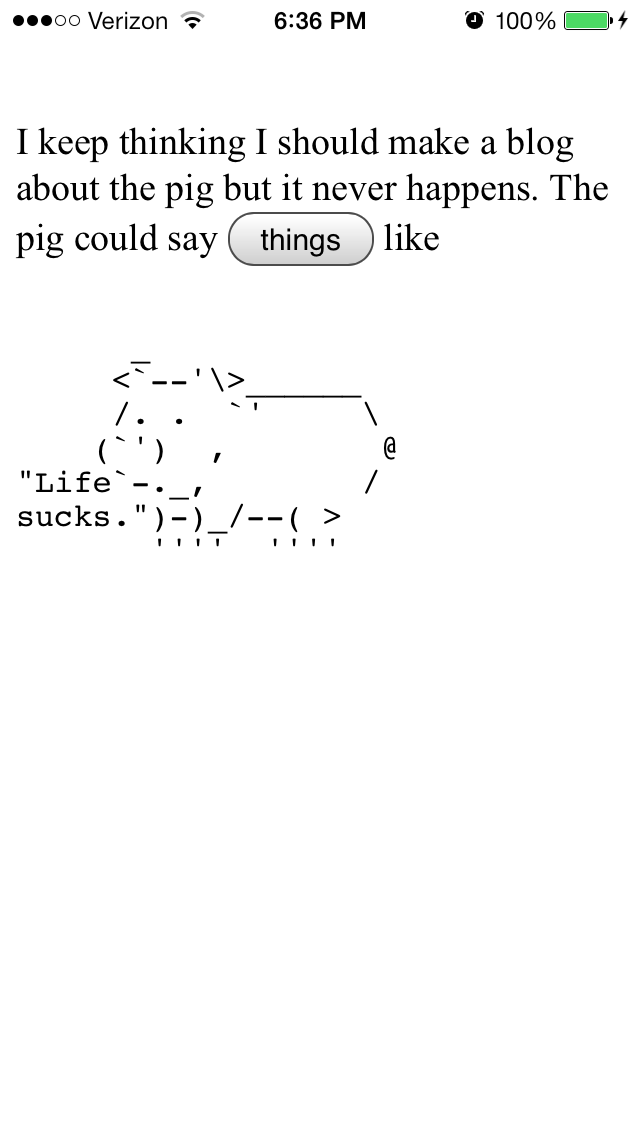 ●●●○○ Verizon 6:36 PM 100%
I keep thinking I should make a blog
about the pig but it never happens. The
pig could say things like
     _
    <`--'\>______
    /. .  `'     \
   (`')  ,        @
"Life`-._,        /
sucks.")-)_/--( >
       ''''  ''''